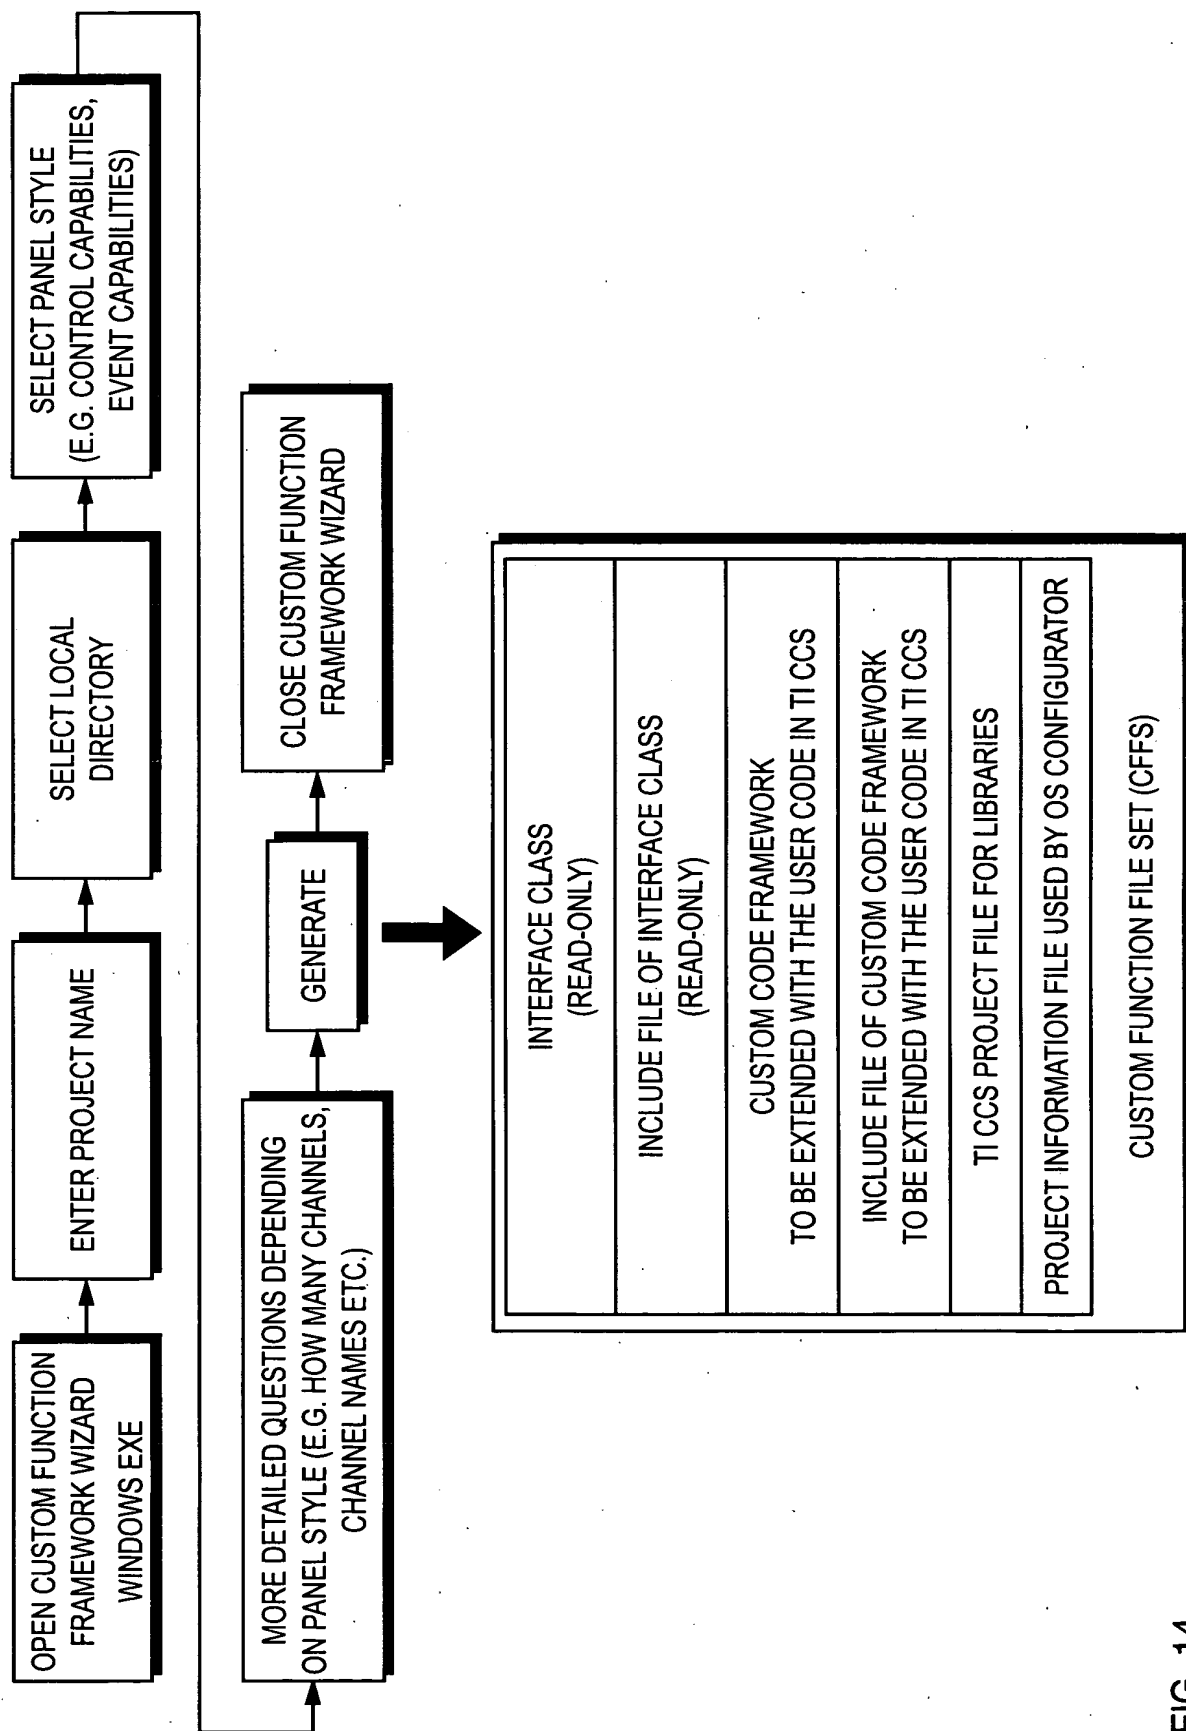 OPEN CUSTOM FUNCTION
FRAMEWORK WIZARD
WINDOWS EXE
ENTER PROJECT NAME
SELECT LOCAL
DIRECTORY
SELECT PANEL STYLE
(E.G. CONTROL CAPABILITIES,
EVENT CAPABILITIES)
MORE DETAILED QUESTIONS DEPENDING
ON PANEL STYLE (E.G. HOW MANY CHANNELS,
CHANNEL NAMES ETC.)
GENERATE
CLOSE CUSTOM FUNCTION
FRAMEWORK WIZARD
INTERFACE CLASS
(READ-ONLY)
INCLUDE FILE OF INTERFACE CLASS
(READ-ONLY)
CUSTOM CODE FRAMEWORK
TO BE EXTENDED WITH THE USER CODE IN TI CCS
INCLUDE FILE OF CUSTOM CODE FRAMEWORK
TO BE EXTENDED WITH THE USER CODE IN TI CCS
TI CCS PROJECT FILE FOR LIBRARIES
PROJECT INFORMATION FILE USED BY OS CONFIGURATOR
CUSTOM FUNCTION FILE SET (CFFS)
FIG. 14